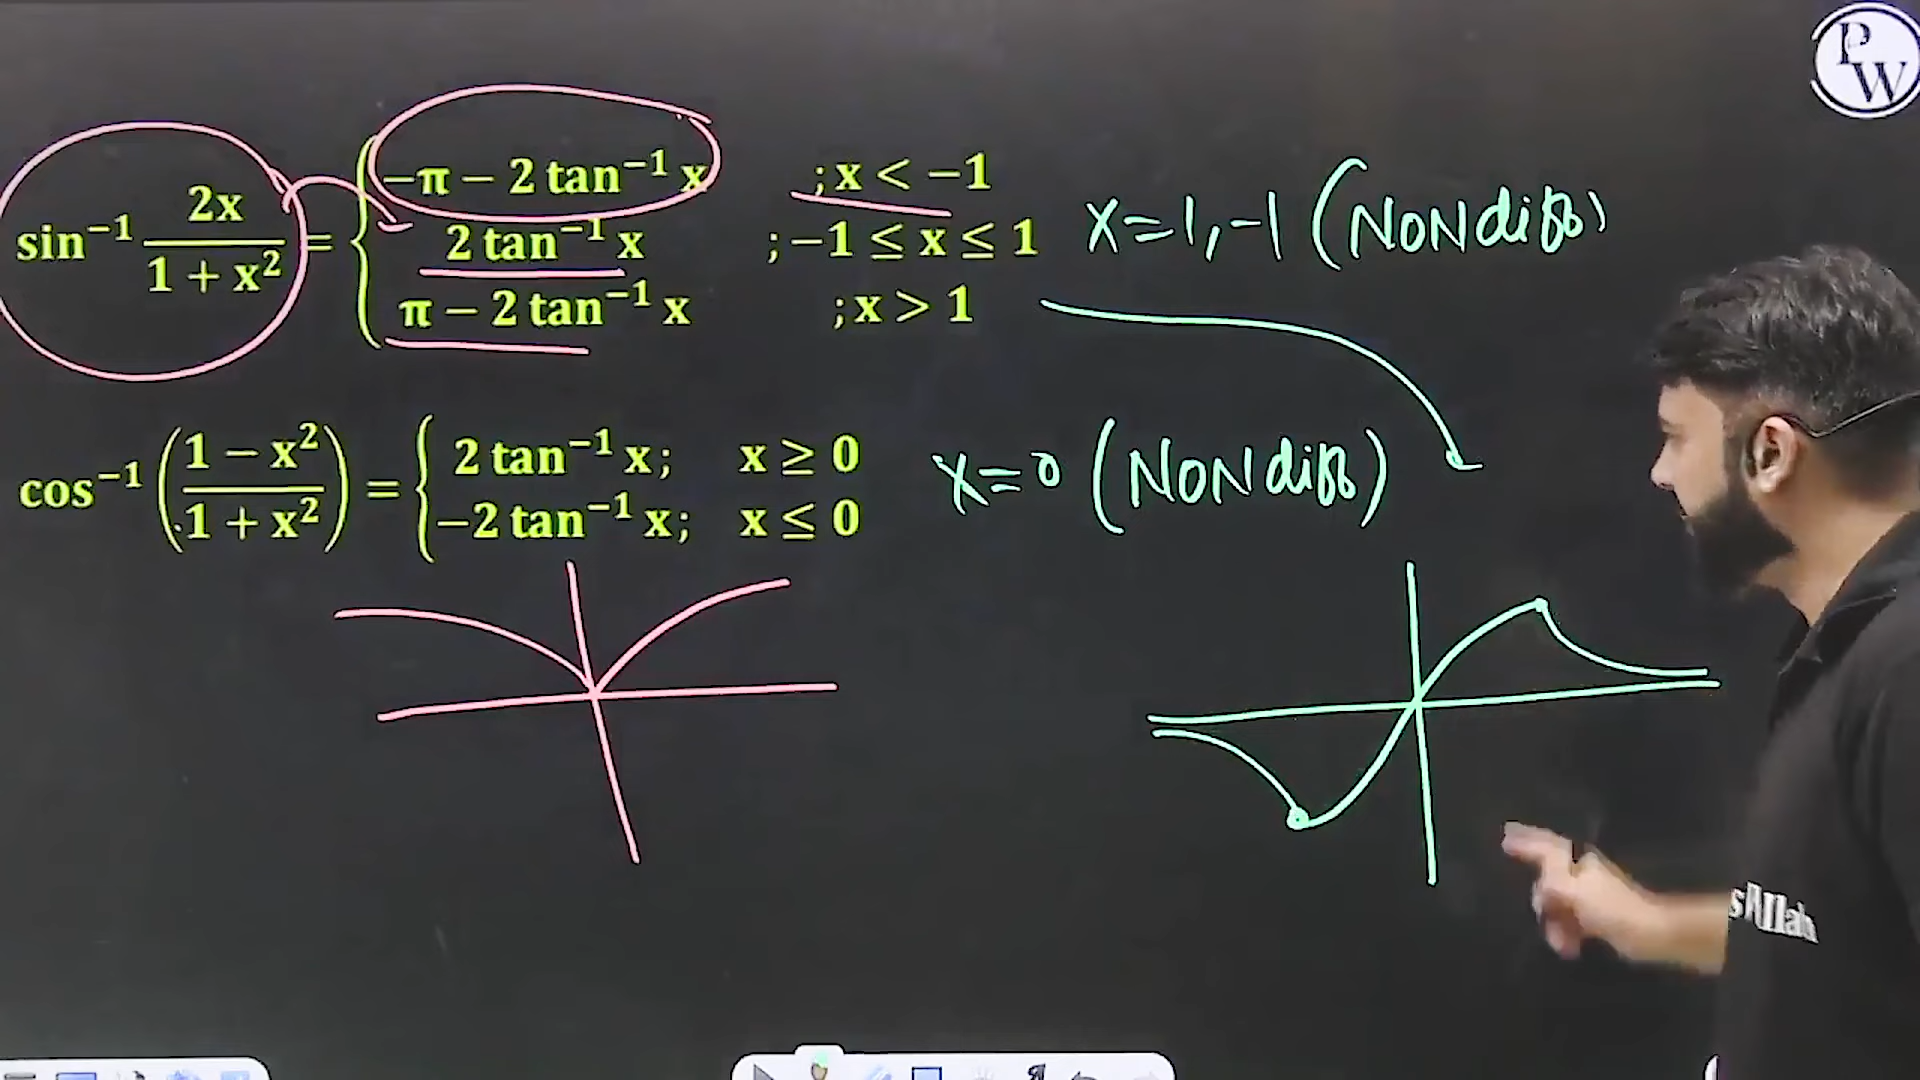 PW
sin⁻¹ 2x/(1 + x²) = { −π − 2 tan⁻¹ x ; x < −1
2 tan⁻¹ x ; −1 ≤ x ≤ 1
π − 2 tan⁻¹ x ; x > 1
x=1,-1 (NON diff)
cos⁻¹ ((1 − x²)/(1 + x²)) = { 2 tan⁻¹ x; x ≥ 0
−2 tan⁻¹ x; x ≤ 0
x=0 (NON diff)